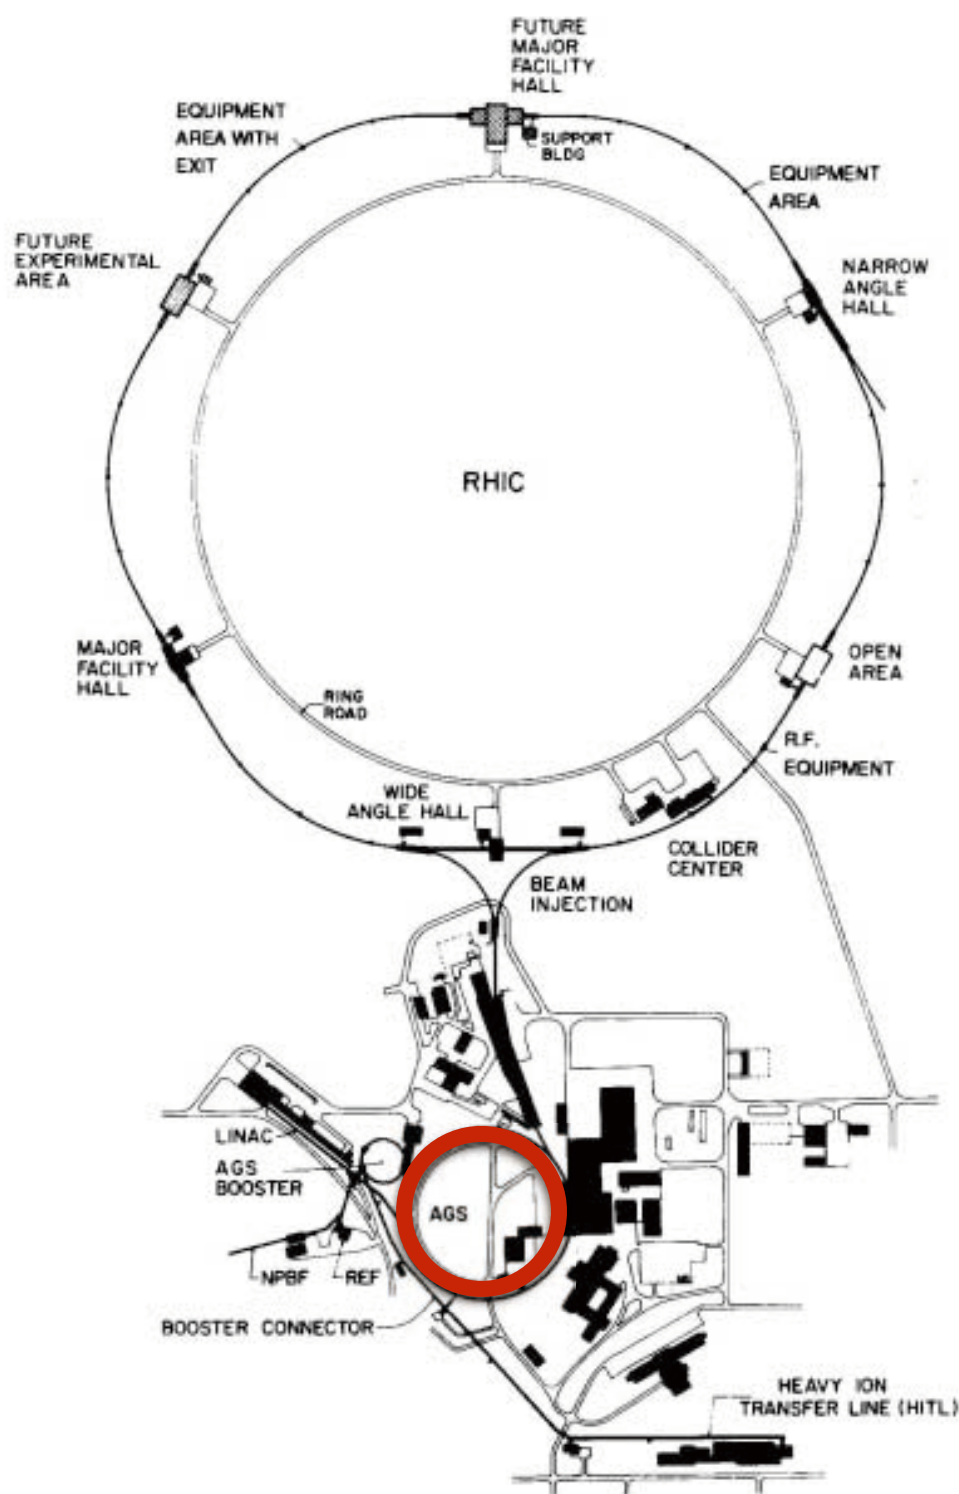 FUTURE
MAJOR
FACILITY
HALL
EQUIPMENT
AREA WITH
EXIT
SUPPORT
BLDG
EQUIPMENT
AREA
FUTURE
EXPERIMENTAL
AREA
NARROW
ANGLE
HALL
RHIC
MAJOR
FACILITY
HALL
OPEN
AREA
RING
ROAD
R.F.
EQUIPMENT
WIDE
ANGLE HALL
COLLIDER
CENTER
BEAM
INJECTION
LINAC
AGS
BOOSTER
AGS
NPBF
REF
BOOSTER CONNECTOR
HEAVY ION
TRANSFER LINE (HITL)